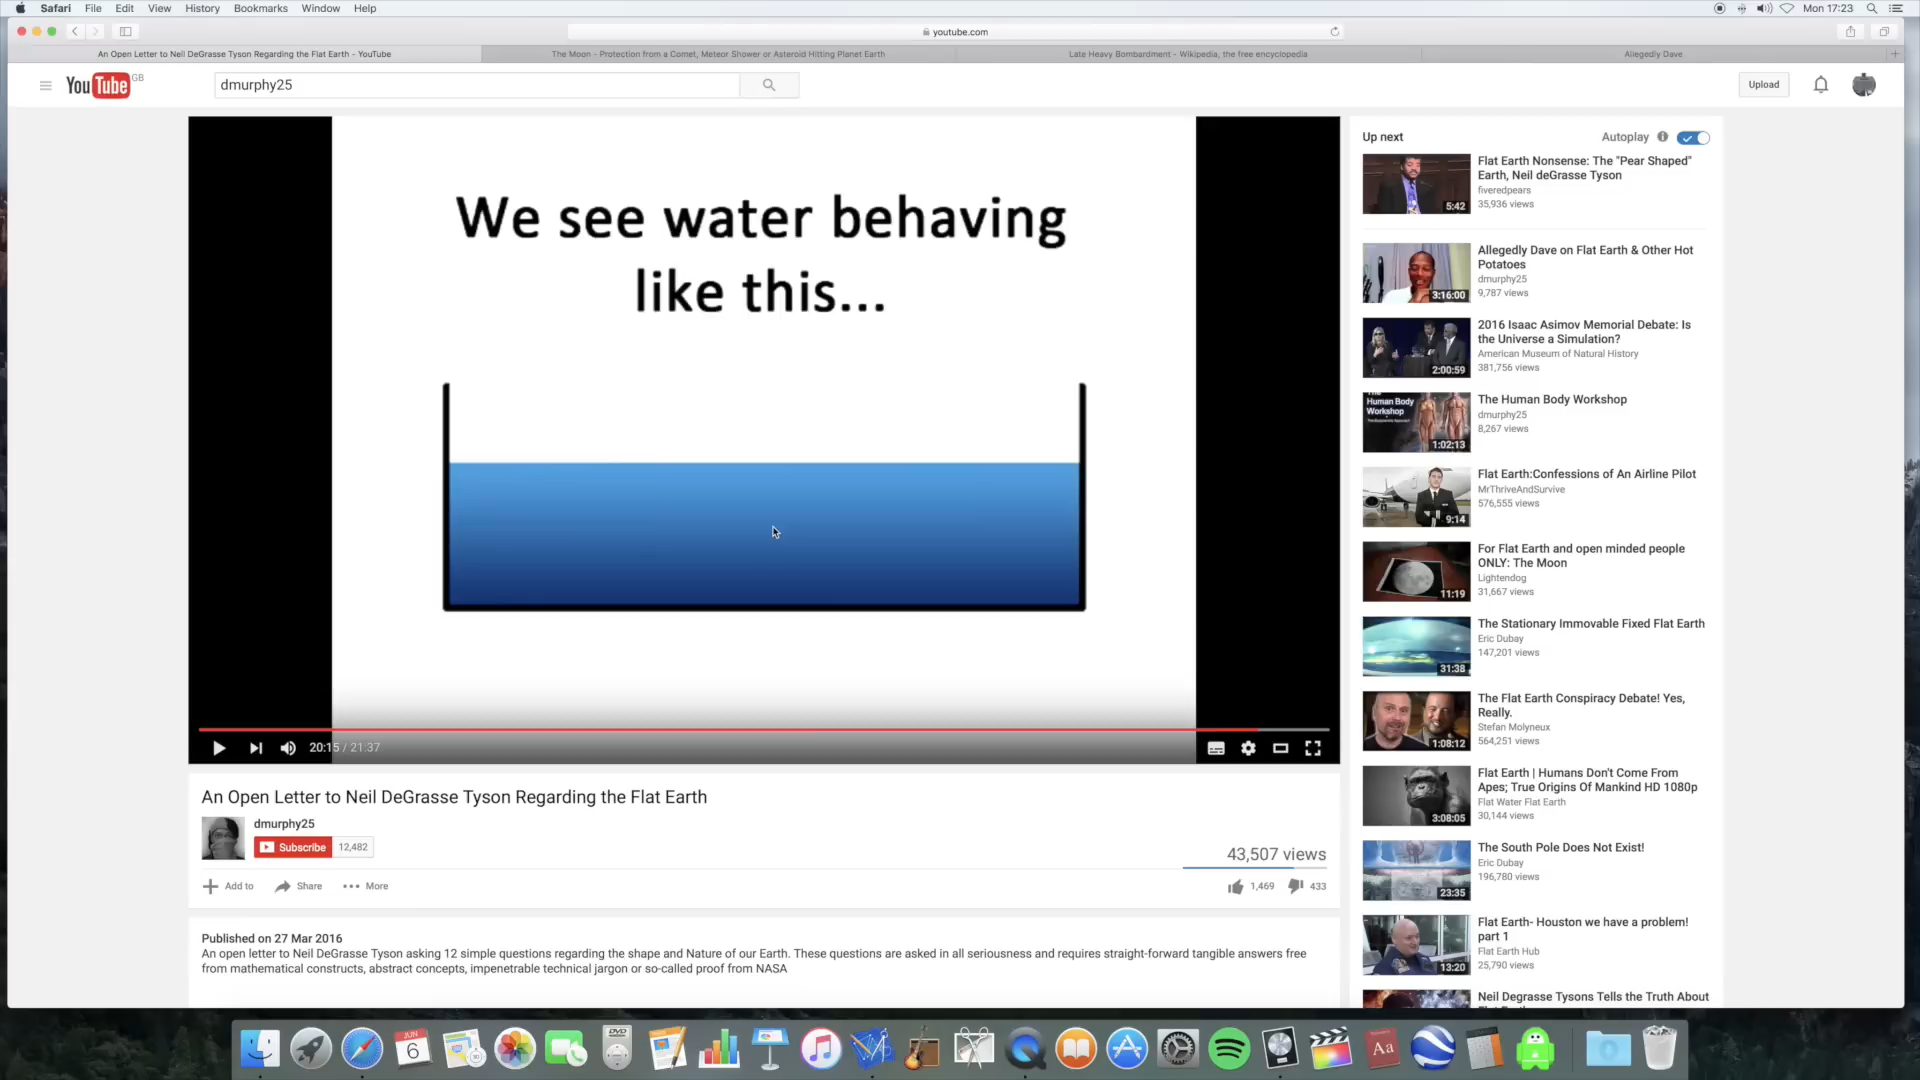 Safari File Edit View History Bookmarks Window Help
Mon 17:23
youtube.com
An Open Letter to Neil DeGrasse Tyson Regarding the Flat Earth - YouTube
The Moon - Protection from a Comet, Meteor Shower or Asteroid Hitting Planet Earth
Late Heavy Bombardment - Wikipedia, the free encyclopedia
Allegedly Dave
YouTube GB
dmurphy25
Upload
We see water behaving
like this...
20:15 / 21:37
An Open Letter to Neil DeGrasse Tyson Regarding the Flat Earth
dmurphy25
Subscribe 12,482
43,507 views
Add to Share More
1,469 433
Published on 27 Mar 2016
An open letter to Neil DeGrasse Tyson asking 12 simple questions regarding the shape and Nature of our Earth. These questions are asked in all seriousness and requires straight-forward tangible answers free
from mathematical constructs, abstract concepts, impenetrable technical jargon or so-called proof from NASA
Up next
Autoplay
Flat Earth Nonsense: The "Pear Shaped"
Earth, Neil deGrasse Tyson
fiveredpears
35,936 views
5:42
Allegedly Dave on Flat Earth & Other Hot
Potatoes
dmurphy25
9,787 views
3:16:00
2016 Isaac Asimov Memorial Debate: Is
the Universe a Simulation?
American Museum of Natural History
381,756 views
2:00:59
The Human Body Workshop
dmurphy25
8,267 views
Human Body
Workshop
1:02:13
Flat Earth:Confessions of An Airline Pilot
MrThriveAndSurvive
576,555 views
9:14
For Flat Earth and open minded people
ONLY: The Moon
Lightendog
31,667 views
11:19
The Stationary Immovable Fixed Flat Earth
Eric Dubay
147,201 views
31:38
The Flat Earth Conspiracy Debate! Yes,
Really.
Stefan Molyneux
564,251 views
1:08:12
Flat Earth | Humans Don't Come From
Apes; True Origins Of Mankind HD 1080p
Flat Water Flat Earth
30,144 views
3:08:05
The South Pole Does Not Exist!
Eric Dubay
196,780 views
23:35
Flat Earth- Houston we have a problem!
part 1
Flat Earth Hub
25,790 views
13:20
Neil Degrasse Tysons Tells the Truth About
JUN
6
DVD
Aa